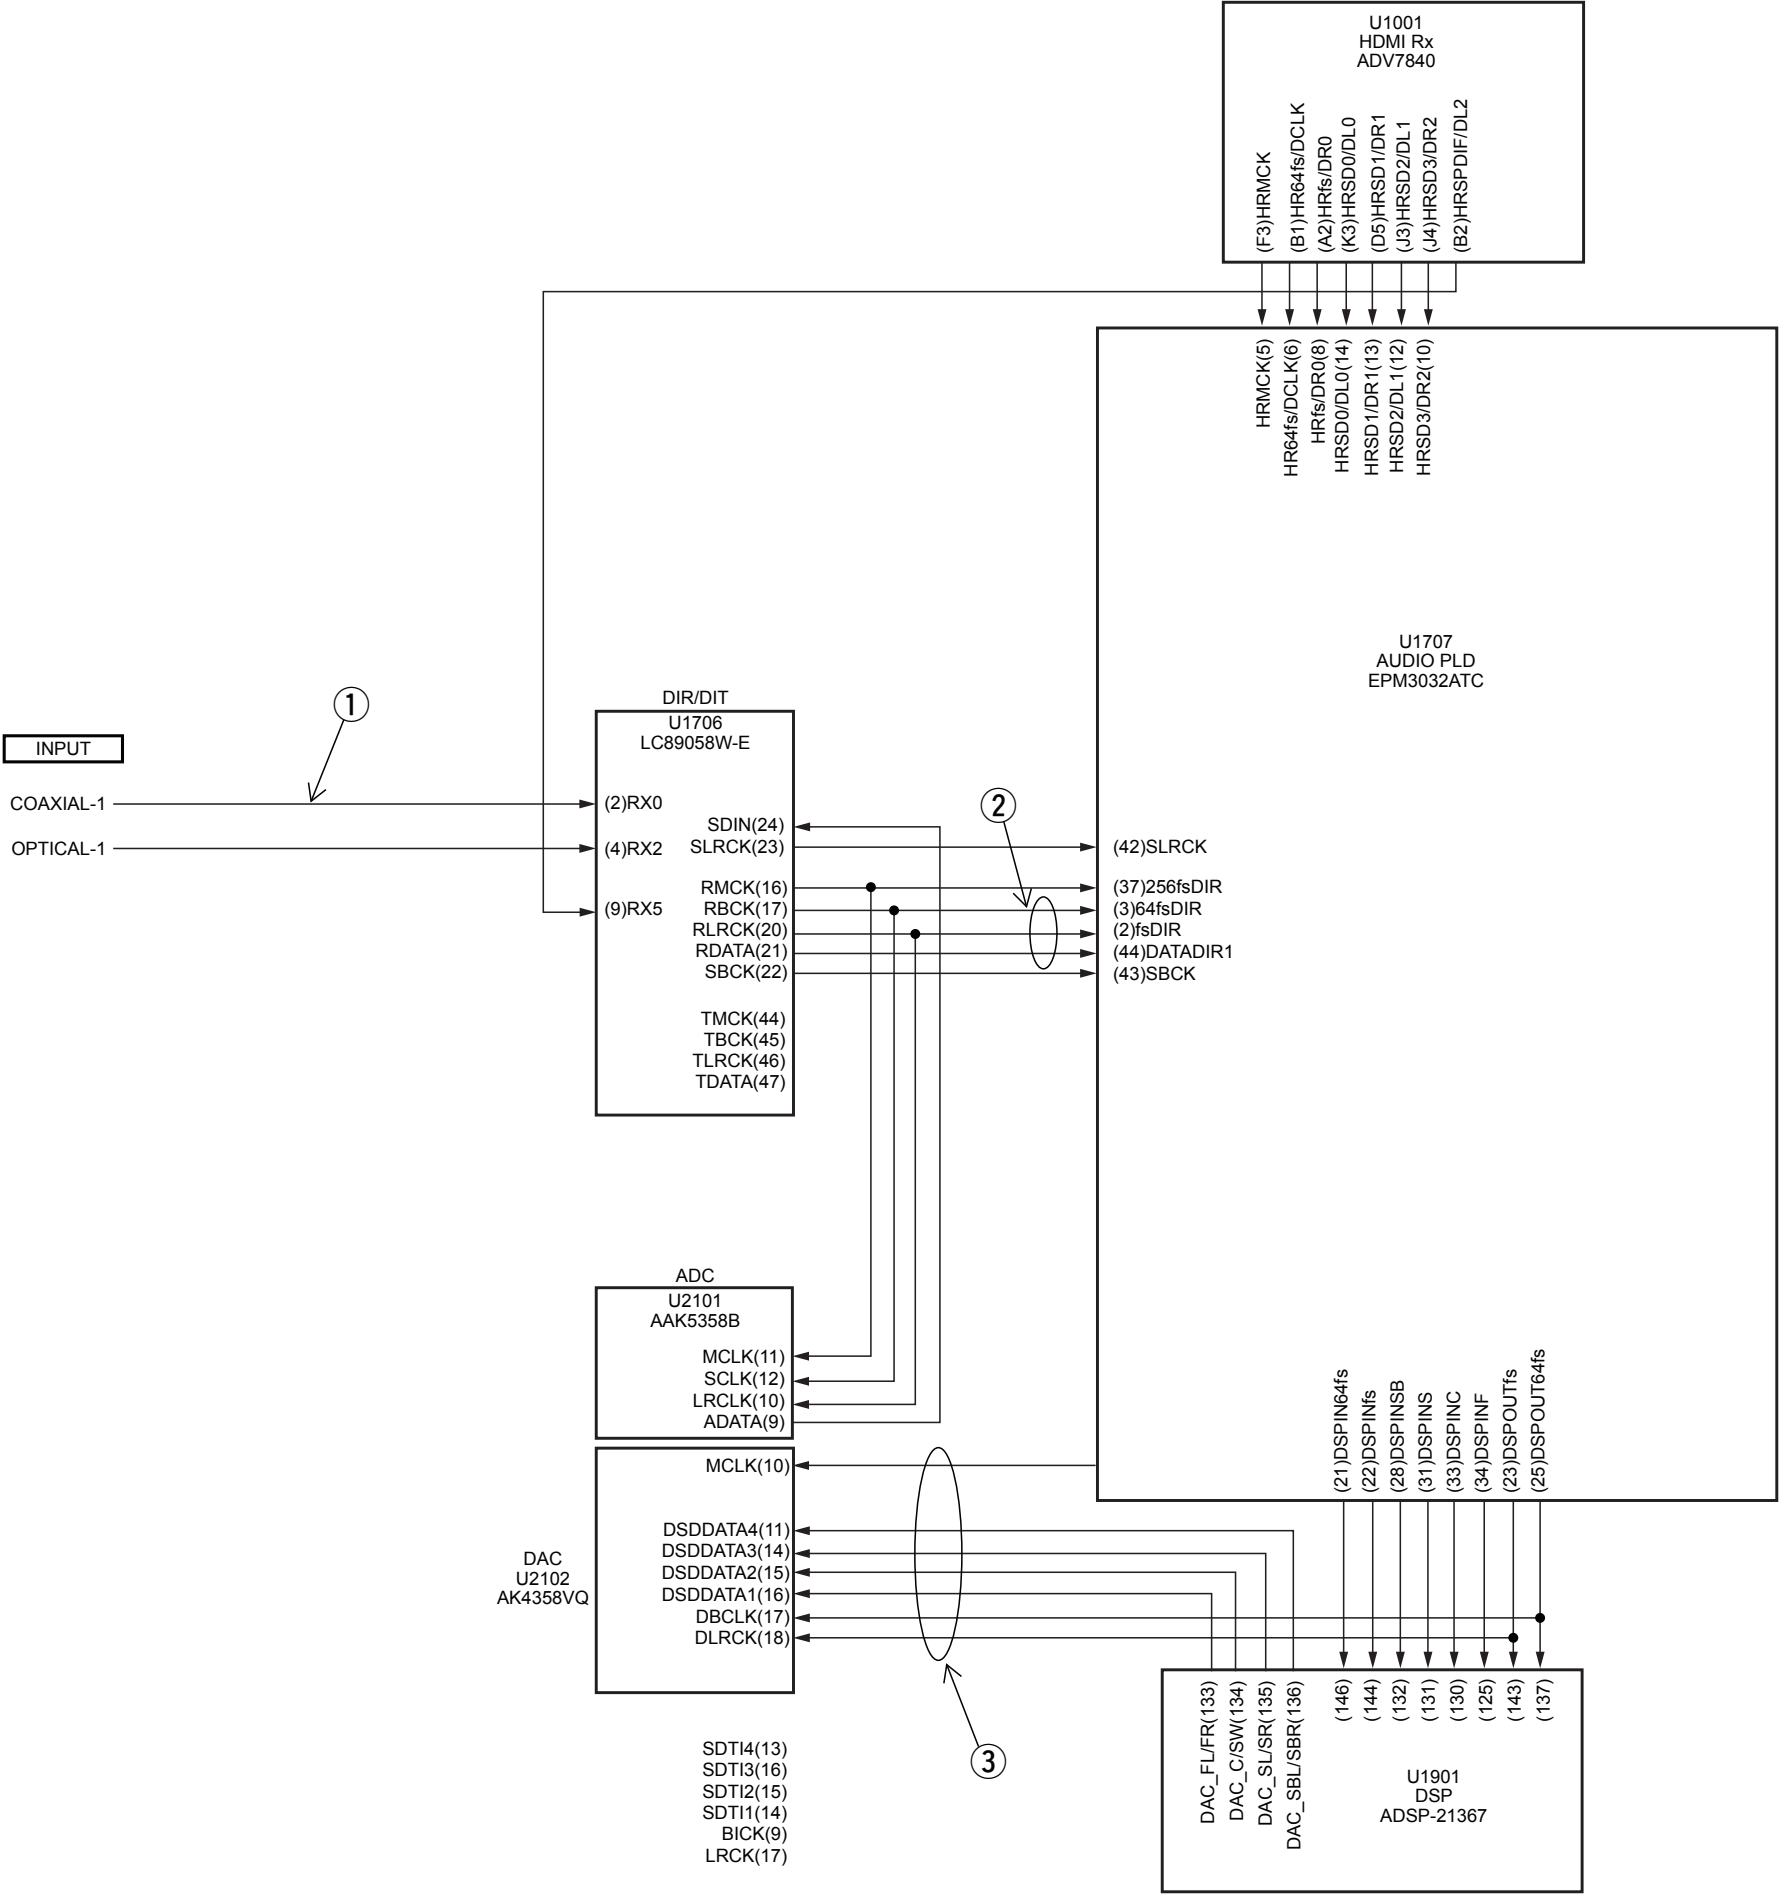 U1001
HDMI Rx
ADV7840
(F3)HRMCK
(B1)HR64fs/DCLK
(A2)HRfs/DR0
(K3)HRSD0/DL0
(D5)HRSD1/DR1
(J3)HRSD2/DL1
(J4)HRSD3/DR2
(B2)HRSPDIF/DL2
HRMCK(5)
HR64fs/DCLK(6)
HRfs/DR0(8)
HRSD0/DL0(14)
HRSD1/DR1(13)
HRSD2/DL1(12)
HRSD3/DR2(10)
U1707
AUDIO PLD
EPM3032ATC
1
INPUT
COAXIAL-1
OPTICAL-1
DIR/DIT
U1706
LC89058W-E
(2)RX0
(4)RX2
(9)RX5
SDIN(24)
SLRCK(23)
RMCK(16)
RBCK(17)
RLRCK(20)
RDATA(21)
SBCK(22)
TMCK(44)
TBCK(45)
TLRCK(46)
TDATA(47)
2
(42)SLRCK
(37)256fsDIR
(3)64fsDIR
(2)fsDIR
(44)DATADIR1
(43)SBCK
ADC
U2101
AAK5358B
MCLK(11)
SCLK(12)
LRCLK(10)
ADATA(9)
DAC
U2102
AK4358VQ
MCLK(10)
DSDDATA4(11)
DSDDATA3(14)
DSDDATA2(15)
DSDDATA1(16)
DBCLK(17)
DLRCK(18)
3
SDTI4(13)
SDTI3(16)
SDTI2(15)
SDTI1(14)
BICK(9)
LRCK(17)
(21)DSPIN64fs
(22)DSPINfs
(28)DSPINSB
(31)DSPINS
(33)DSPINC
(34)DSPINF
(23)DSPOUTfs
(25)DSPOUT64fs
DAC_FL/FR(133)
DAC_C/SW(134)
DAC_SL/SR(135)
DAC_SBL/SBR(136)
(146)
(144)
(132)
(131)
(130)
(125)
(143)
(137)
U1901
DSP
ADSP-21367